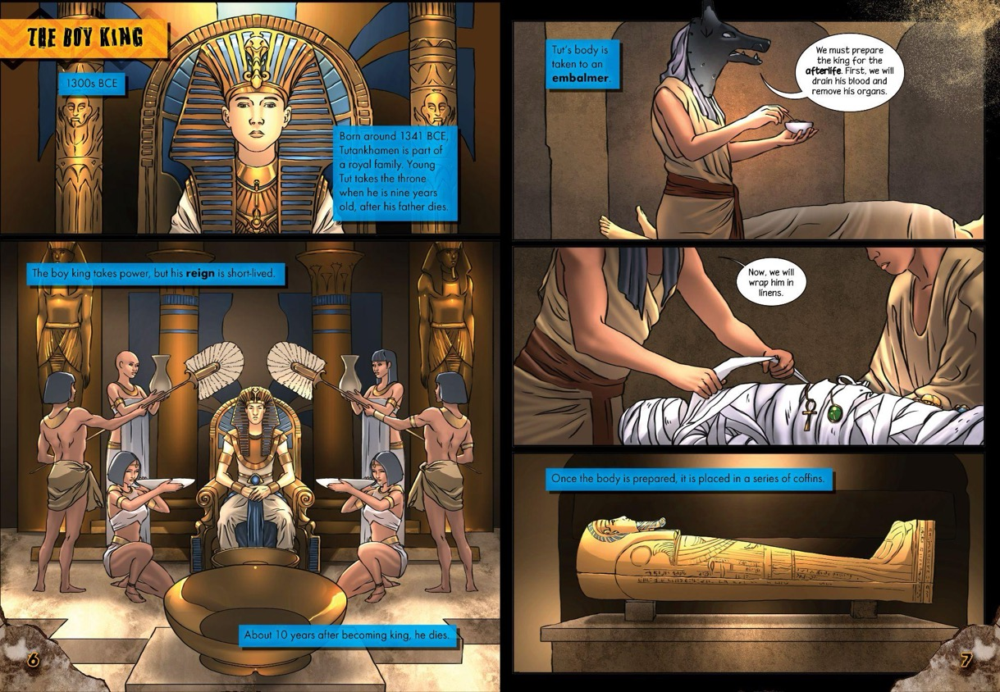 THE BOY KING
1300s BCE
Born around 1341 BCE,
Tutankhamen is part of
a royal family. Young
Tut takes the throne
when he is nine years
old, after his father dies.
The boy king takes power, but his reign is short-lived.
About 10 years after becoming king, he dies.
6
Tut's body is
taken to an
embalmer.
We must prepare
the king for the
afterlife. First, we will
drain his blood and
remove his organs.
Now, we will
wrap him in
linens.
Once the body is prepared, it is placed in a series of coffins.
7